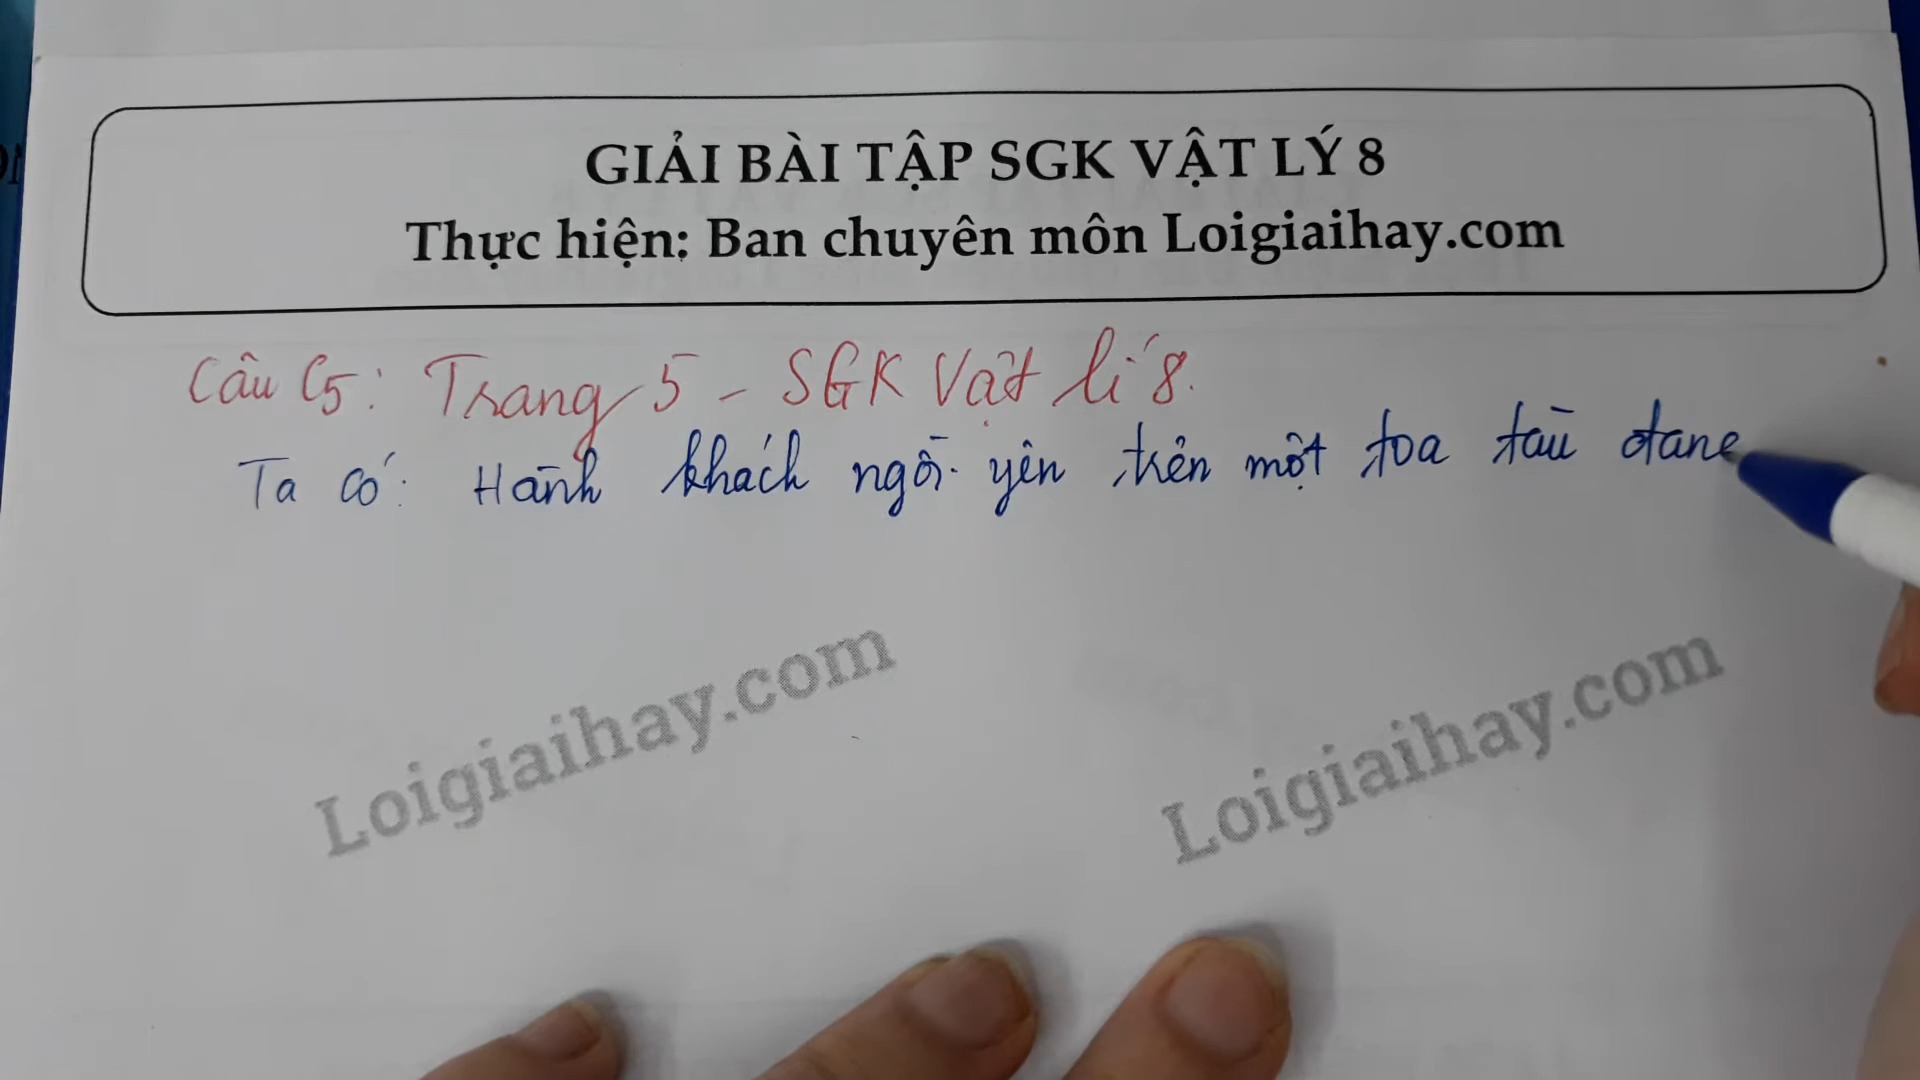 GIẢI BÀI TẬP SGK VẬT LÝ 8
Thực hiện: Ban chuyên môn Loigiaihay.com
Câu C5: Trang 5 - SGK Vật lí 8.
Ta có: Hành khách ngồi yên trên một toa tàu đang
Loigiaihay.com
Loigiaihay.com